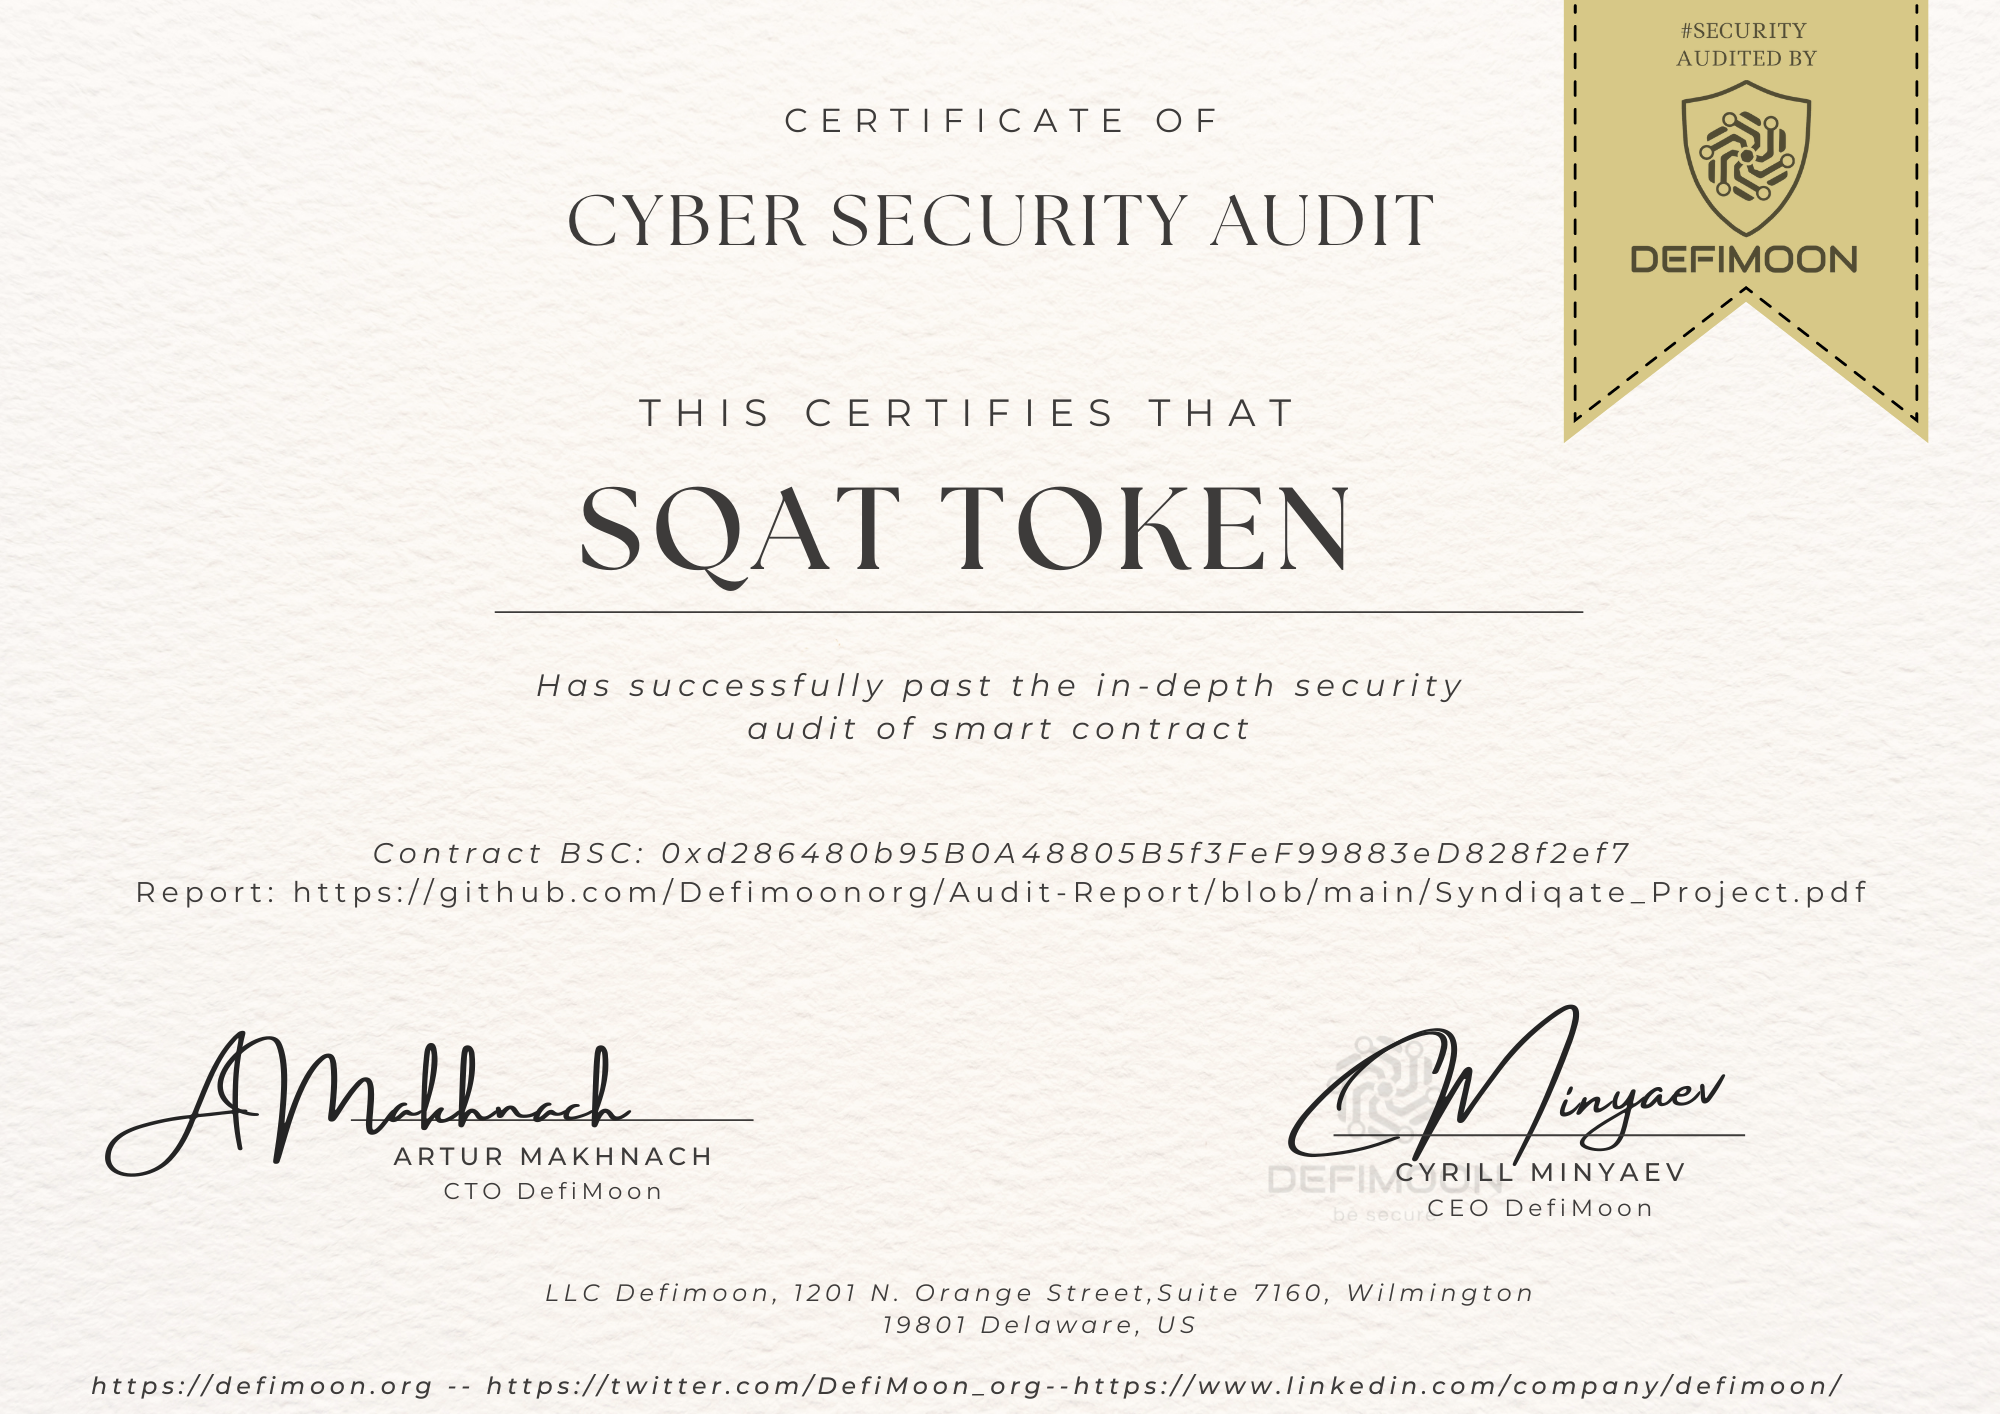 #SECURITY
AUDITED BY
DEFIMOON
CERTIFICATE OF
CYBER SECURITY AUDIT
THIS CERTIFIES THAT
SQAT TOKEN
Has successfully past the in-depth security
audit of smart contract
Contract BSC: 0xd286480b95B0A48805B5f3FeF99883eD828f2ef7
Report: https://github.com/Defimoonorg/Audit-Report/blob/main/Syndiqate_Project.pdf
AMakhnach
ARTUR MAKHNACH
CTO DefiMoon
CMinyaev
DEFIMOON
be secure
CYRILL MINYAEV
CEO DefiMoon
LLC Defimoon, 1201 N. Orange Street,Suite 7160, Wilmington
19801 Delaware, US
https://defimoon.org -- https://twitter.com/DefiMoon_org--https://www.linkedin.com/company/defimoon/